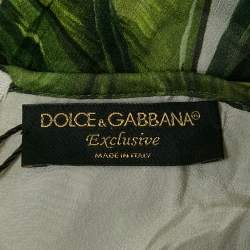 DOLCE & GABBANA®
Exclusive
MADE IN ITALY